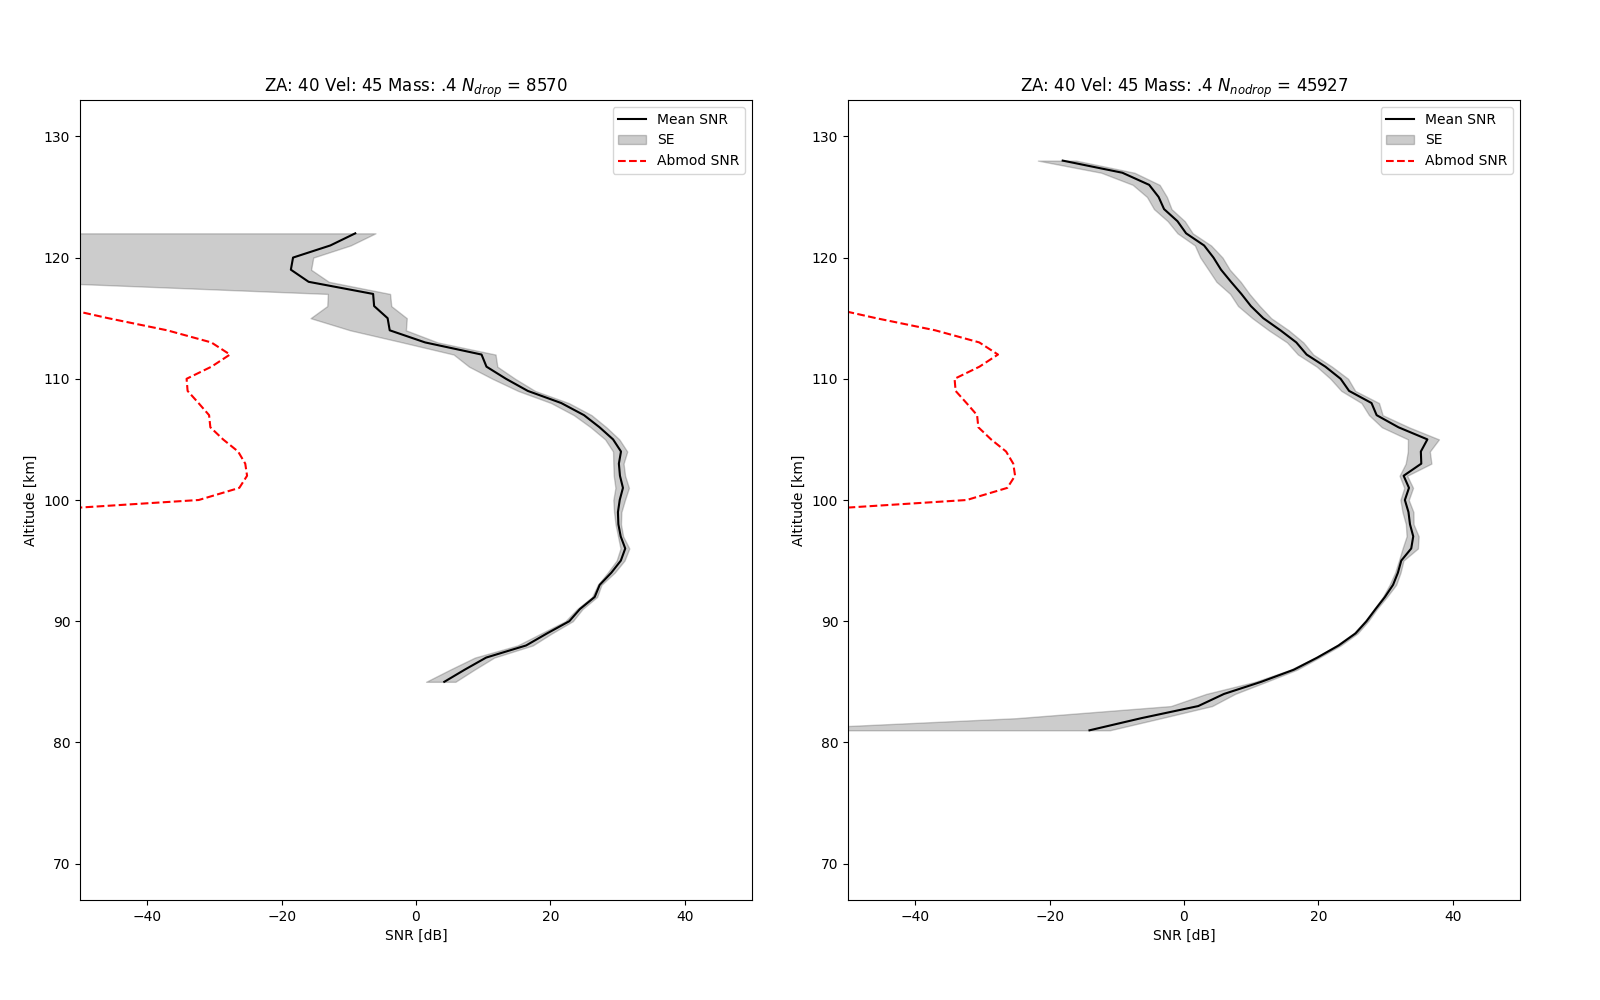 ZA: 40 Vel: 45 Mass: .4 N_drop = 8570
Mean SNR
SE
Abmod SNR
130
120
110
100
90
80
70
Altitude [km]
−40
−20
0
20
40
SNR [dB]
ZA: 40 Vel: 45 Mass: .4 N_nodrop = 45927
Mean SNR
SE
Abmod SNR
130
120
110
100
90
80
70
Altitude [km]
−40
−20
0
20
40
SNR [dB]